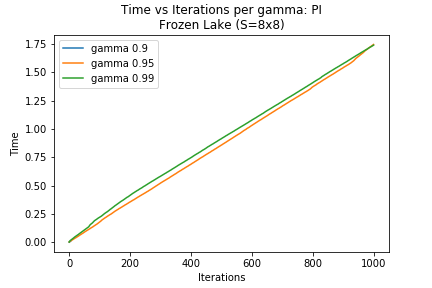 Time vs Iterations per gamma: PI
Frozen Lake (S=8x8)
gamma 0.9
gamma 0.95
gamma 0.99
Time
1.75
1.50
1.25
1.00
0.75
0.50
0.25
0.00
0 200 400 600 800 1000
Iterations